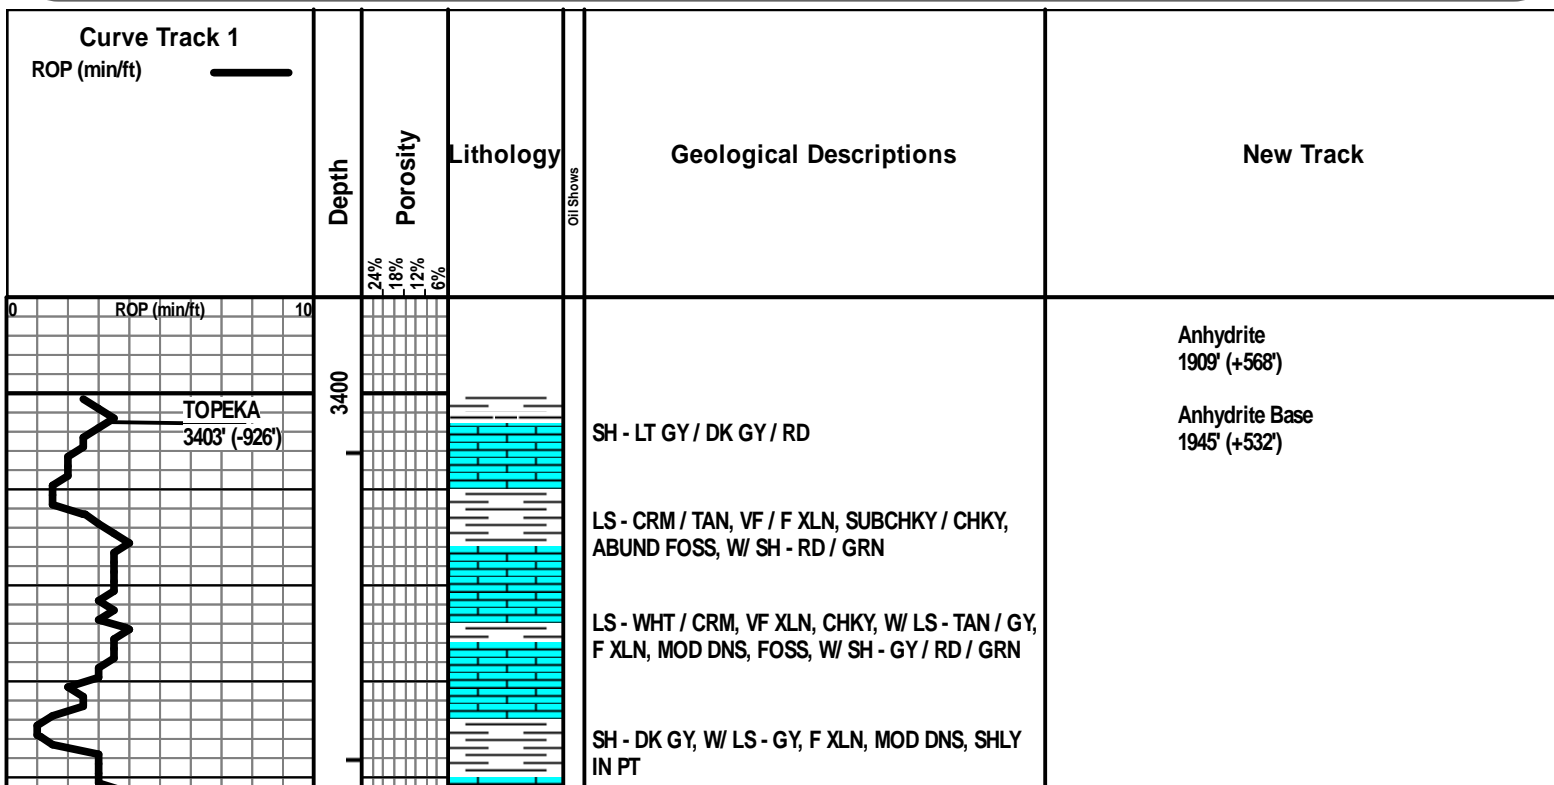 Curve Track 1
ROP (min/ft)
Depth
Porosity
24%
18%
12%
6%
Lithology
Oil Shows
Geological Descriptions
New Track
0 ROP (min/ft) 10
3400
TOPEKA
3403' (-926')
SH - LT GY / DK GY / RD
LS - CRM / TAN, VF / F XLN, SUBCHKY / CHKY,
ABUND FOSS, W/ SH - RD / GRN
LS - WHT / CRM, VF XLN, CHKY, W/ LS - TAN / GY,
F XLN, MOD DNS, FOSS, W/ SH - GY / RD / GRN
SH - DK GY, W/ LS - GY, F XLN, MOD DNS, SHLY
IN PT
Anhydrite
1909' (+568')
Anhydrite Base
1945' (+532')